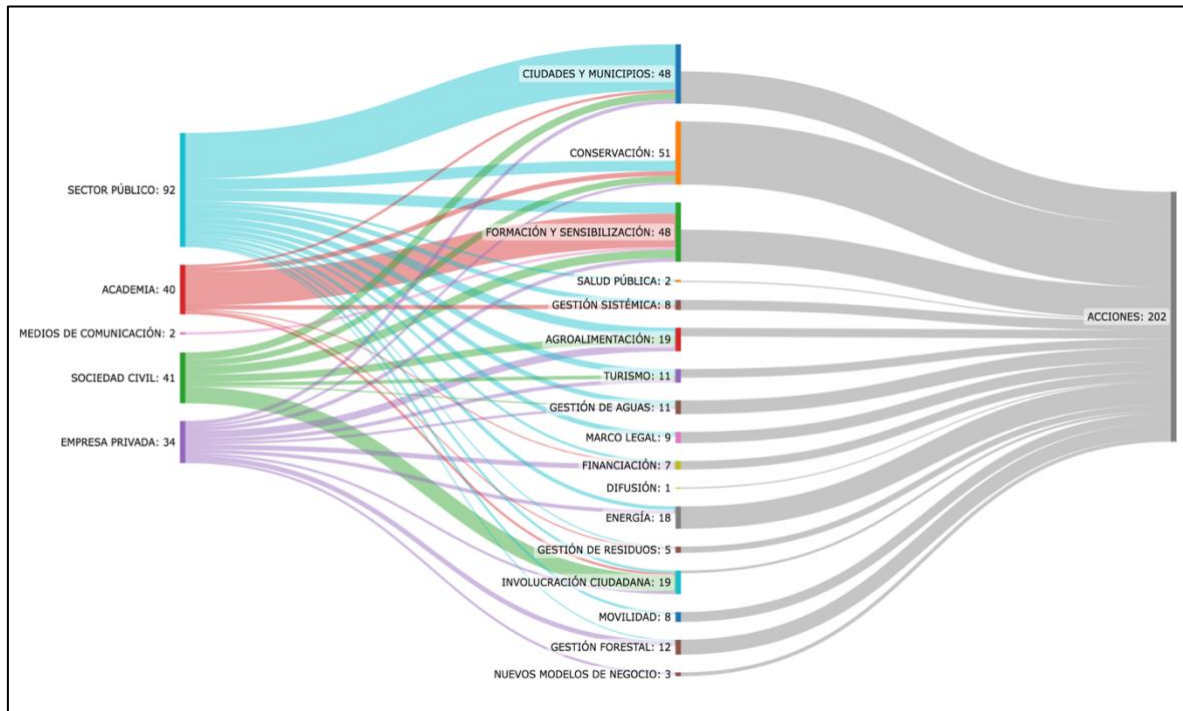 SECTOR PÚBLICO: 92
ACADEMIA: 40
MEDIOS DE COMUNICACIÓN: 2
SOCIEDAD CIVIL: 41
EMPRESA PRIVADA: 34
CIUDADES Y MUNICIPIOS: 48
CONSERVACIÓN: 51
FORMACIÓN Y SENSIBILIZACIÓN: 48
SALUD PÚBLICA: 2
GESTIÓN SISTÉMICA: 8
AGROALIMENTACIÓN: 19
TURISMO: 11
GESTIÓN DE AGUAS: 11
MARCO LEGAL: 9
FINANCIACIÓN: 7
DIFUSIÓN: 1
ENERGÍA: 18
GESTIÓN DE RESIDUOS: 5
INVOLUCRACIÓN CIUDADANA: 19
MOVILIDAD: 8
GESTIÓN FORESTAL: 12
NUEVOS MODELOS DE NEGOCIO: 3
ACCIONES: 202